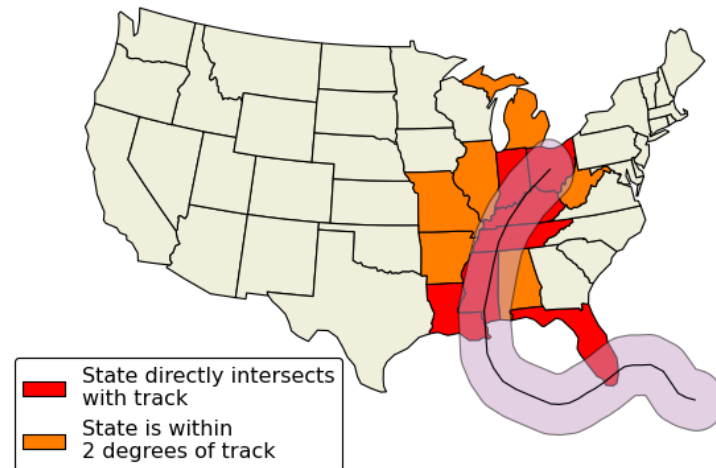 State directly intersects
with track
State is within
2 degrees of track